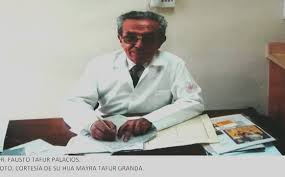 R. FAUSTO TAFUR PALACIOS.
OTO. CORTESÍA DE SU HIJA MAYRA TAFUR GRANDA.